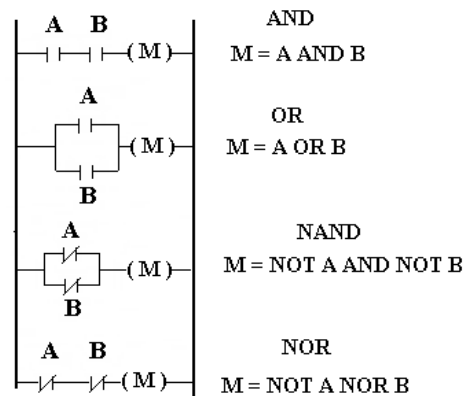 A B
(M)
AND
M = A AND B
A
(M)
B
OR
M = A OR B
A
(M)
B
NAND
M = NOT A AND NOT B
A B
(M)
NOR
M = NOT A NOR B